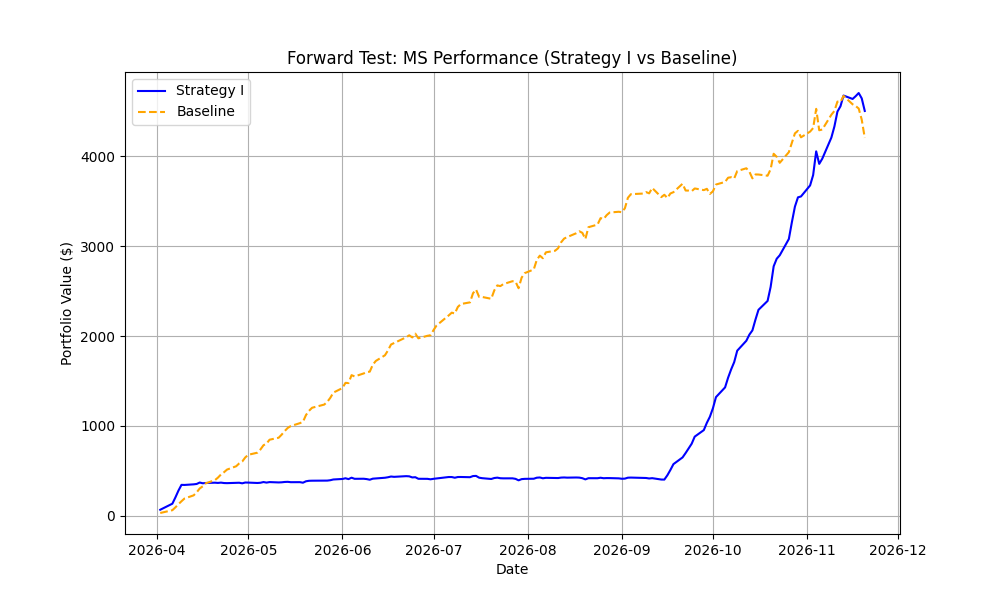 Forward Test: MS Performance (Strategy I vs Baseline)
Strategy I
Baseline
Portfolio Value ($)
4000
3000
2000
1000
0
2026-04
2026-05
2026-06
2026-07
2026-08
2026-09
2026-10
2026-11
2026-12
Date